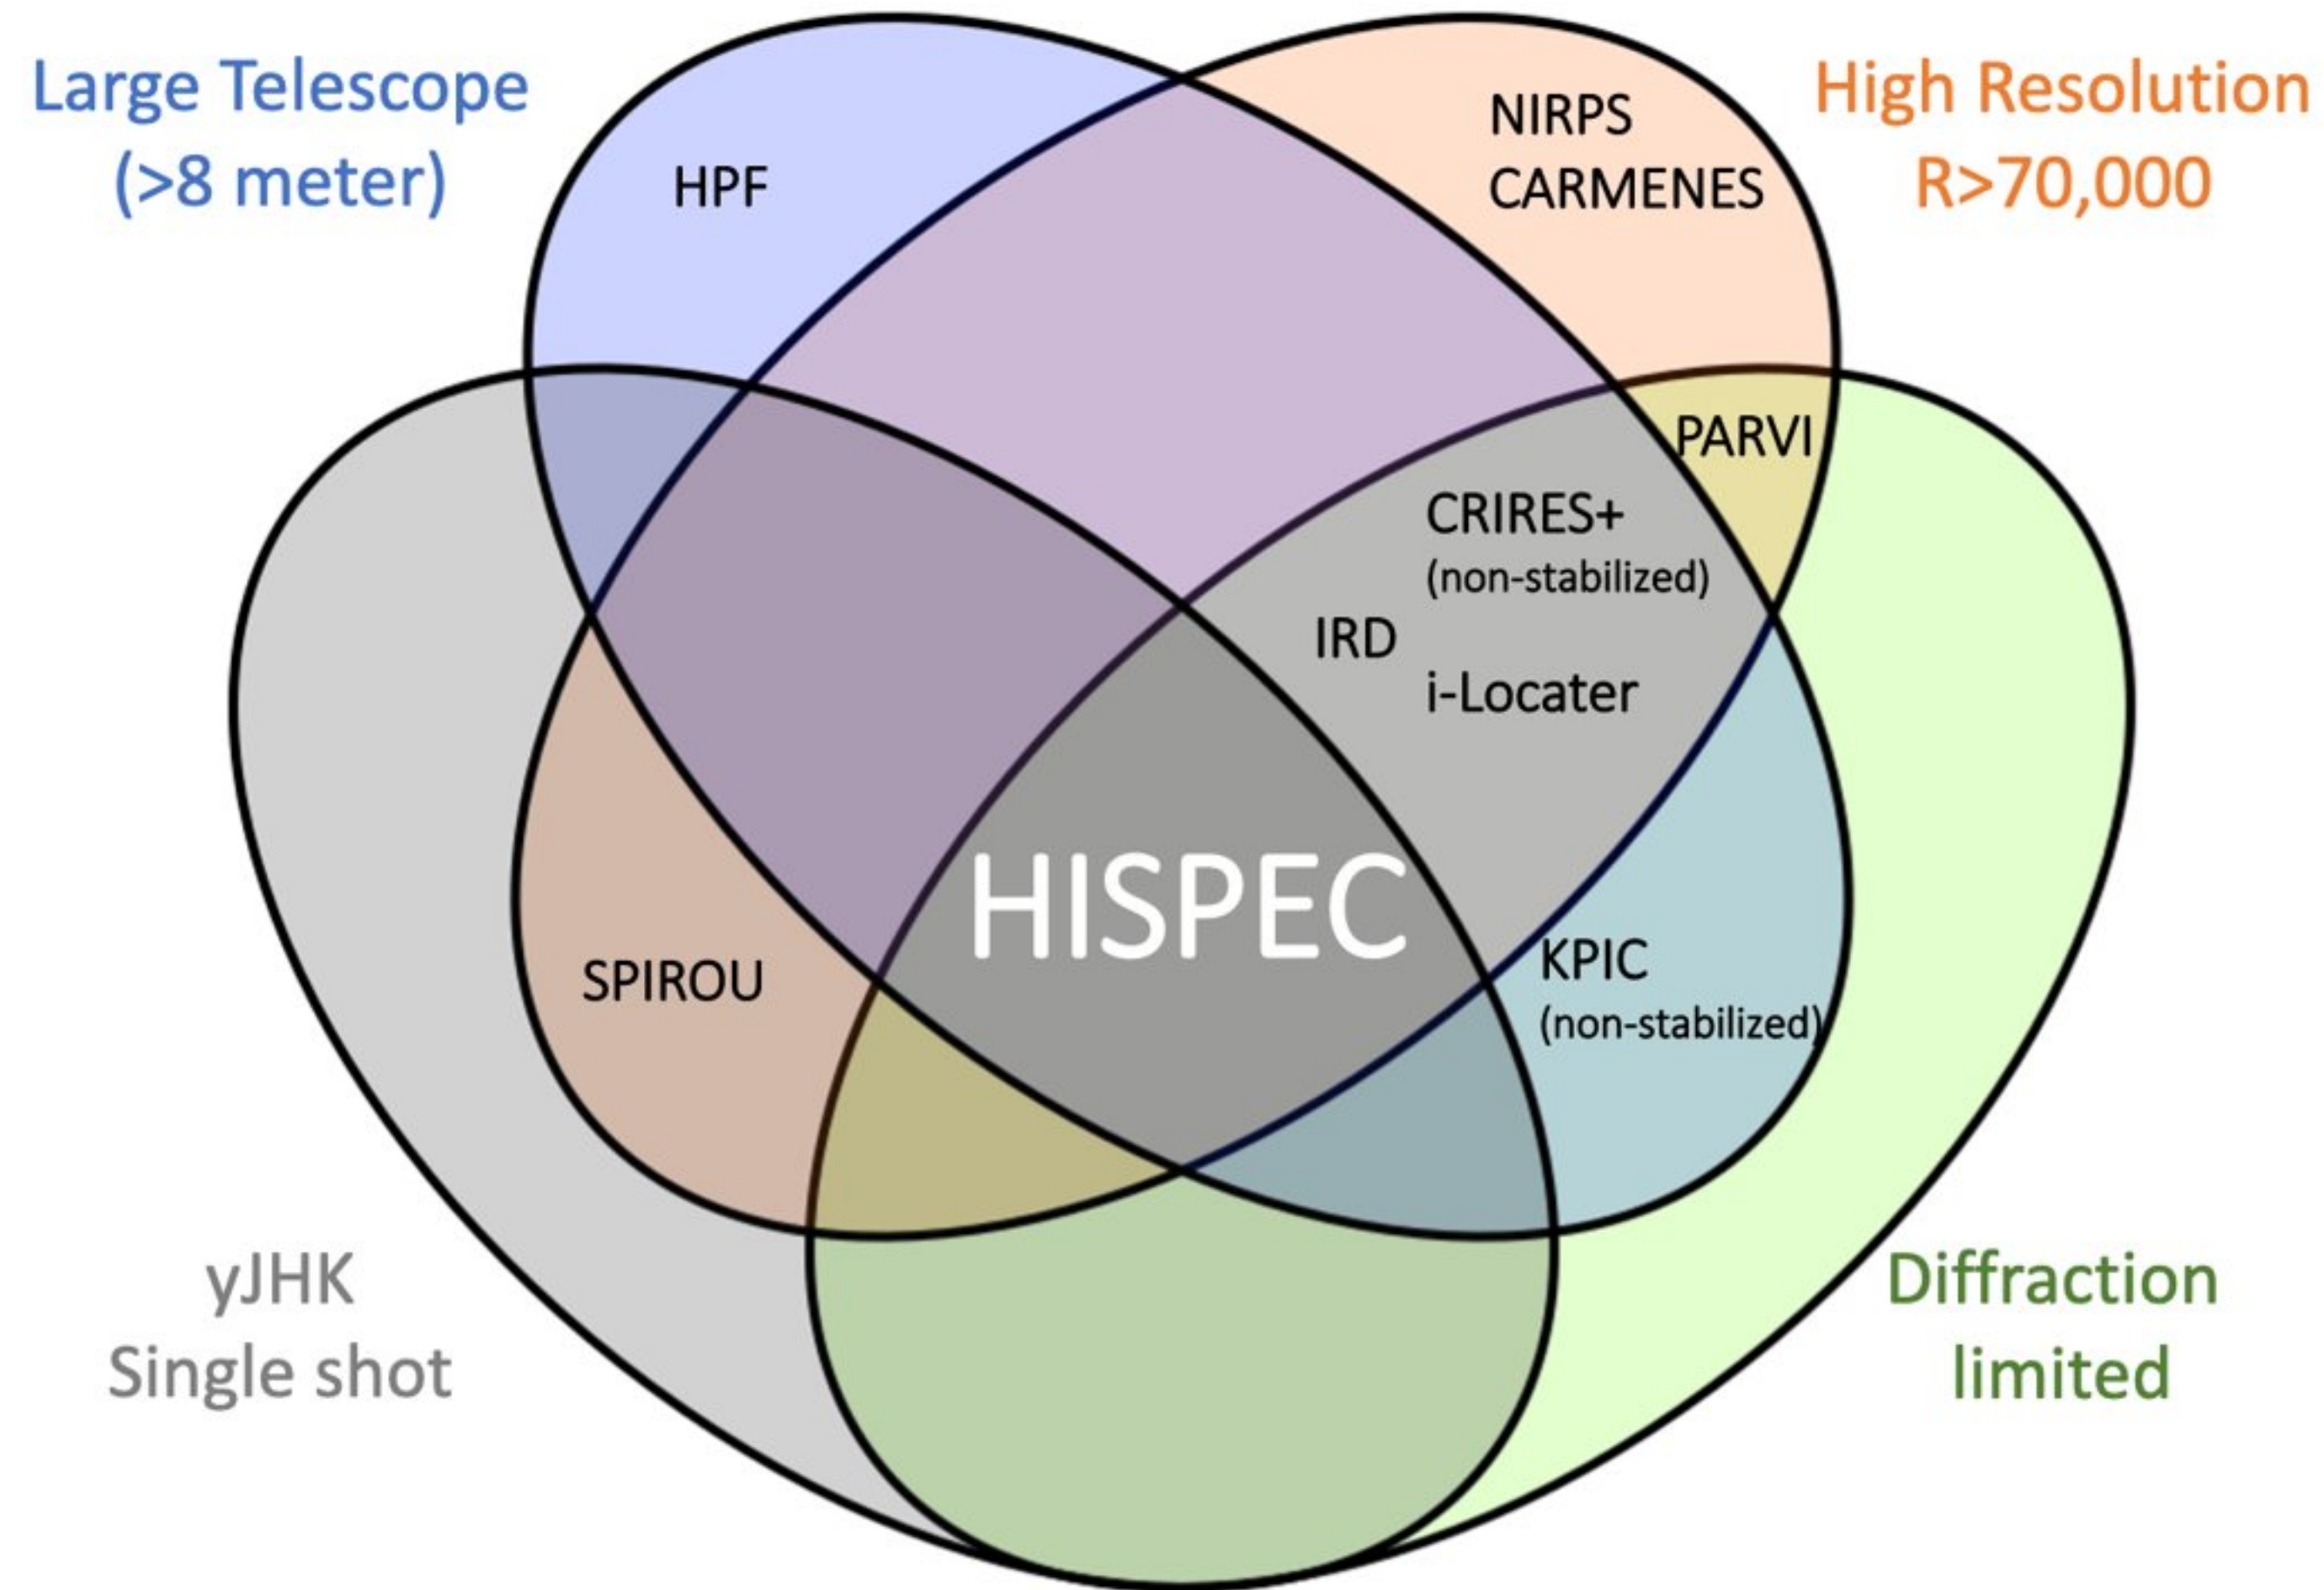 Large Telescope
(>8 meter)
High Resolution
R>70,000
HPF
NIRPS
CARMENES
PARVI
CRIRES+
(non-stabilized)
IRD
i-Locater
HISPEC
KPIC
(non-stabilized)
SPIROU
yJHK
Single shot
Diffraction
limited